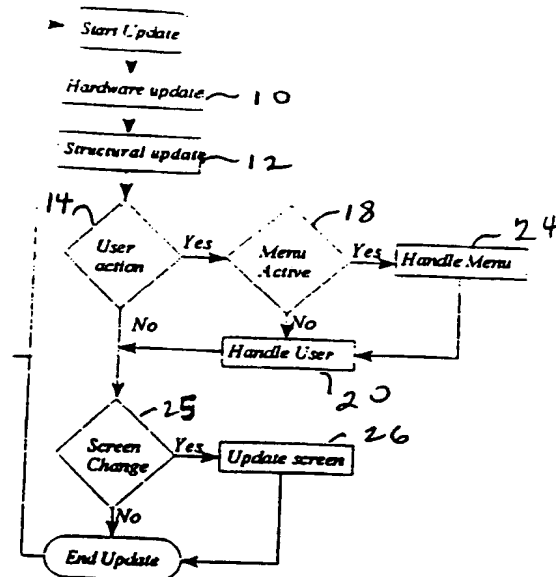 Start Update
Hardware update
10
Structural update
12
14
18
24
User action
Yes
Menu Active
Yes
Handle Menu
No
No
Handle User
20
25
26
Screen Change
Yes
Update screen
No
End Update